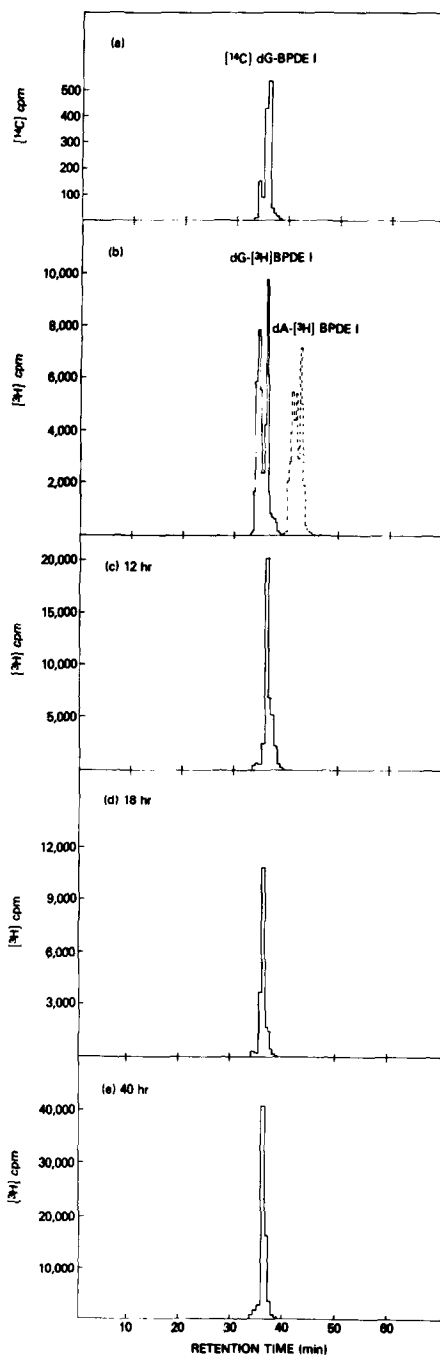 (a)
[¹⁴C] dG-BPDE I
[¹⁴C] cpm
500
400
300
200
100
(b)
dG-[³H]BPDE I
dA-[³H] BPDE I
[³H] cpm
10,000
8,000
6,000
4,000
2,000
(c) 12 hr
[³H] cpm
20,000
15,000
10,000
5,000
(d) 18 hr
[³H] cpm
12,000
9,000
6,000
3,000
(e) 40 hr
[³H] cpm
40,000
30,000
20,000
10,000
10 20 30 40 50 60
RETENTION TIME (min)